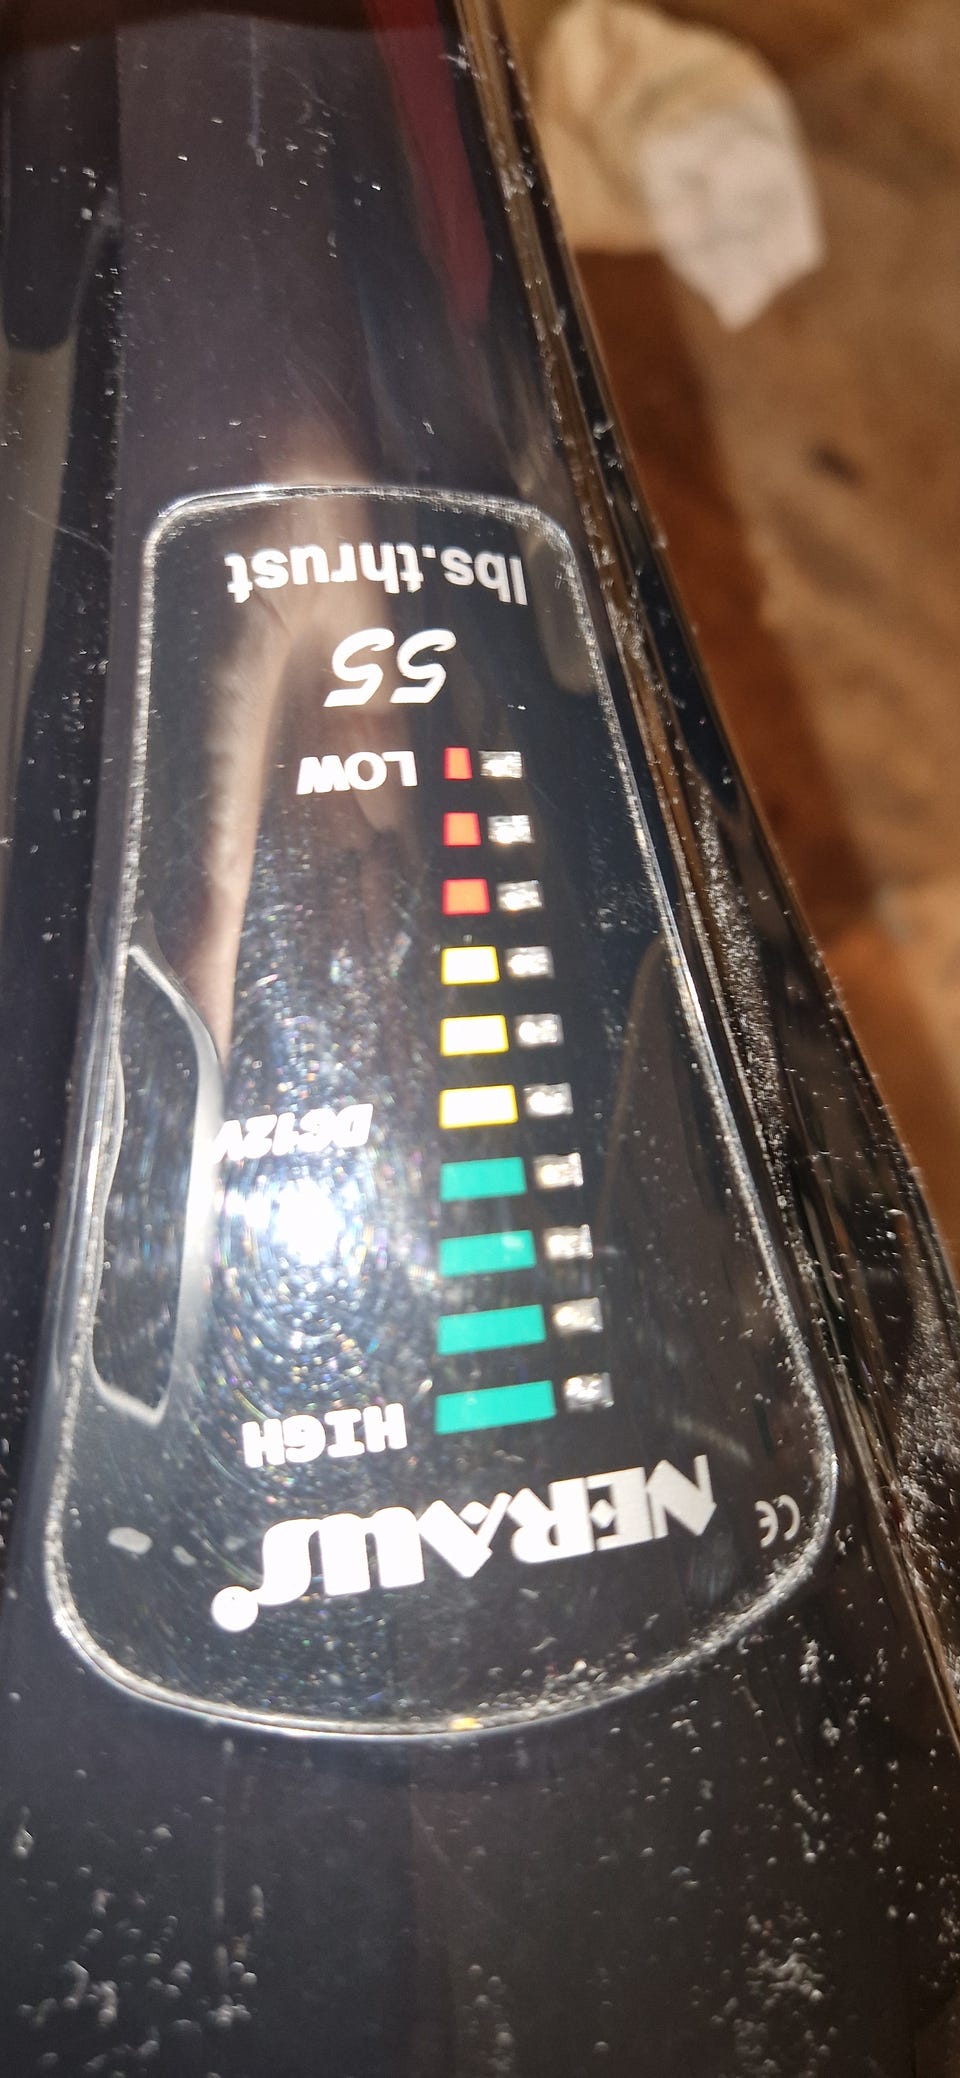 CE NERAUS
HIGH
DC12V
LOW
55
lbs.thrust